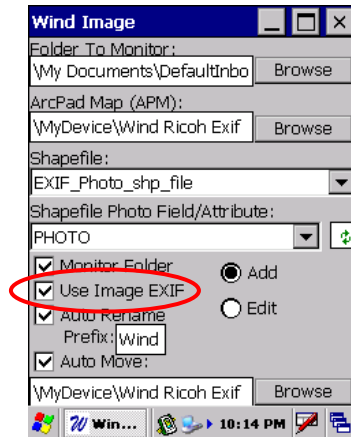 Wind Image
Folder To Monitor:
\My Documents\DefaultInbo
Browse
ArcPad Map (APM):
\MyDevice\Wind Ricoh Exif
Browse
Shapefile:
EXIF_Photo_shp_file
Shapefile Photo Field/Attribute:
PHOTO
Monitor Folder
Add
Use Image EXIF
Auto Rename
Edit
Prefix: Wind
Auto Move:
\MyDevice\Wind Ricoh Exif
Browse
Win...
10:14 PM